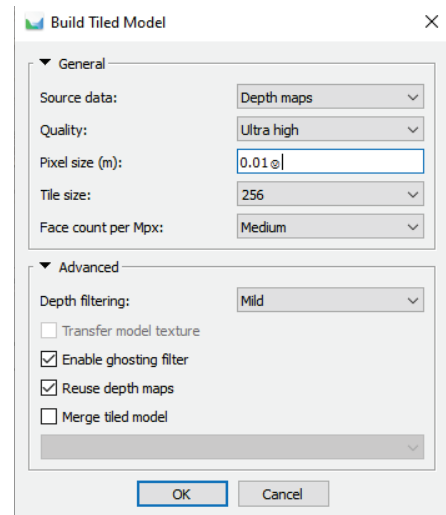 Build Tiled Model
General
Source data: Depth maps
Quality: Ultra high
Pixel size (m): 0.01☺
Tile size: 256
Face count per Mpx: Medium
Advanced
Depth filtering: Mild
Transfer model texture
Enable ghosting filter
Reuse depth maps
Merge tiled model
OK Cancel